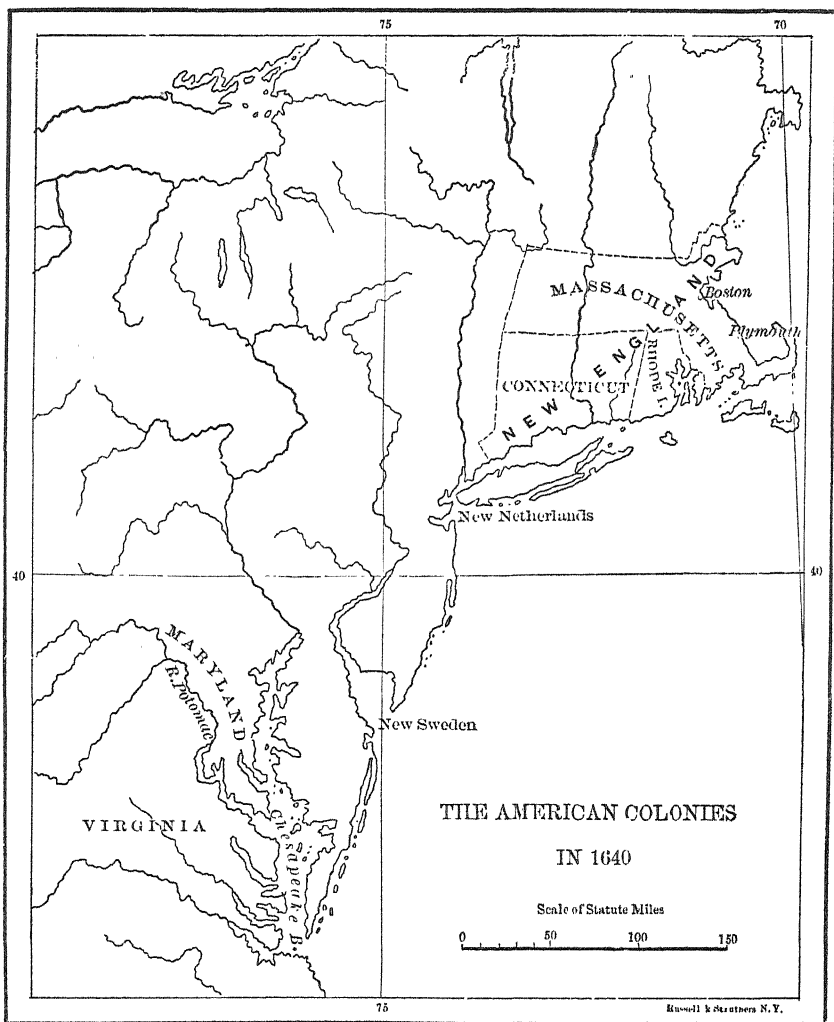 75
70
MASSACHUSETTS
Boston
Plymouth
NEW ENGLAND
RHODE I.
CONNECTICUT
New Netherlands
40
40
MARYLAND
R. Potomac
New Sweden
VIRGINIA
Chesapeake B.
THE AMERICAN COLONIES
IN 1640
Scale of Statute Miles
0 50 100 150
75
Russell & Struthers N.Y.